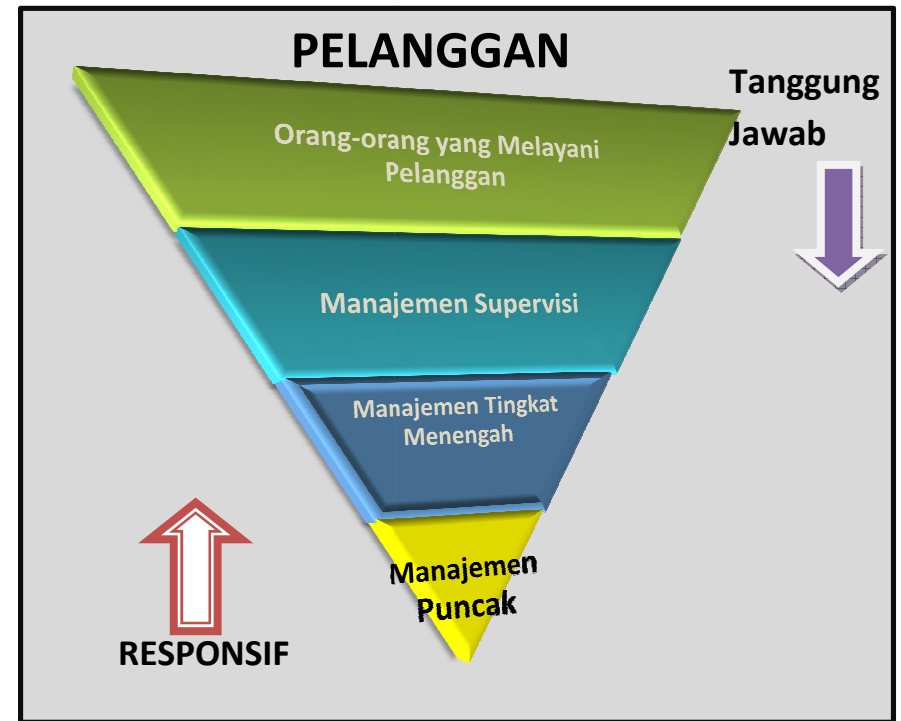 PELANGGAN
Tanggung
Jawab
Orang-orang yang Melayani
Pelanggan
Manajemen Supervisi
Manajemen Tingkat
Menengah
Manajemen
Puncak
RESPONSIF